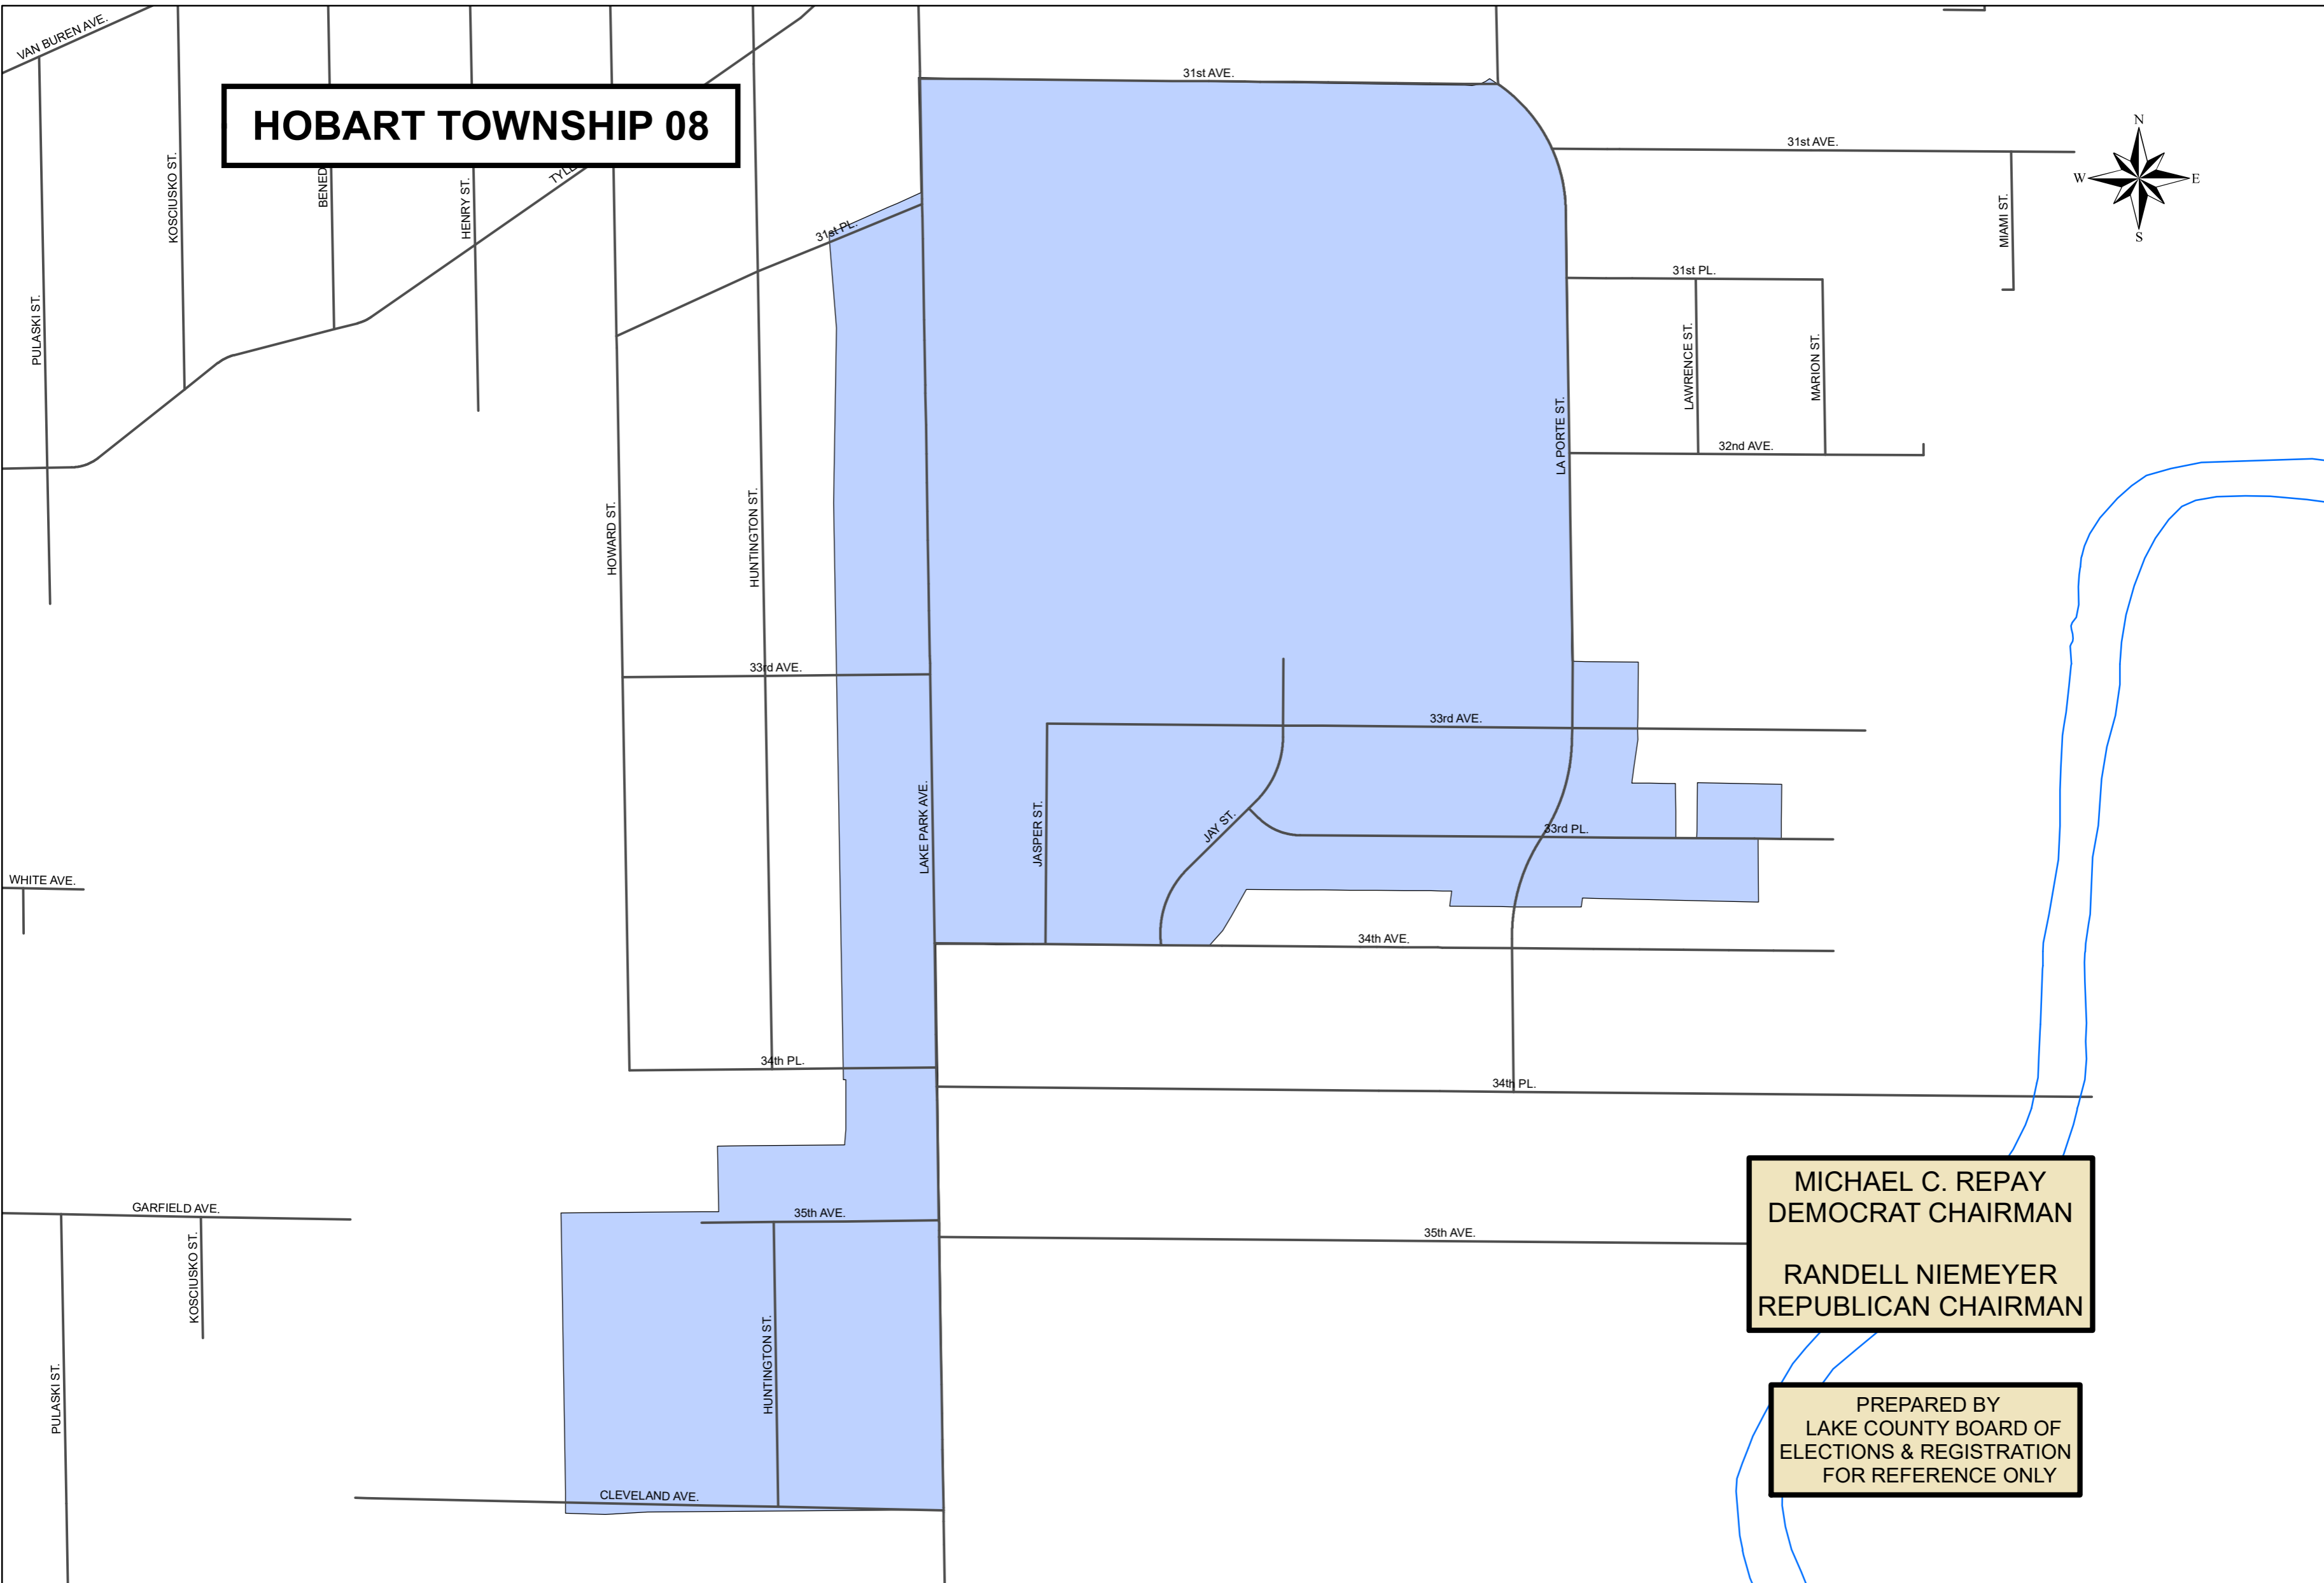 VAN BUREN AVE.
HOBART TOWNSHIP 08
31st AVE.
31st AVE.
N
W
E
S
PULASKI ST.
KOSCIUSKO ST.
BENED
HENRY ST.
TYLE
31st PL.
MIAMI ST.
31st PL.
LAWRENCE ST.
MARION ST.
LA PORTE ST.
32nd AVE.
HOWARD ST.
HUNTINGTON ST.
33rd AVE.
33rd AVE.
LAKE PARK AVE.
JASPER ST.
JAY ST.
33rd PL.
WHITE AVE.
34th AVE.
34th PL.
34th PL.
GARFIELD AVE.
KOSCIUSKO ST.
35th AVE.
35th AVE.
PULASKI ST.
HUNTINGTON ST.
CLEVELAND AVE.
MICHAEL C. REPAY
DEMOCRAT CHAIRMAN
RANDELL NIEMEYER
REPUBLICAN CHAIRMAN
PREPARED BY
LAKE COUNTY BOARD OF
ELECTIONS & REGISTRATION
FOR REFERENCE ONLY